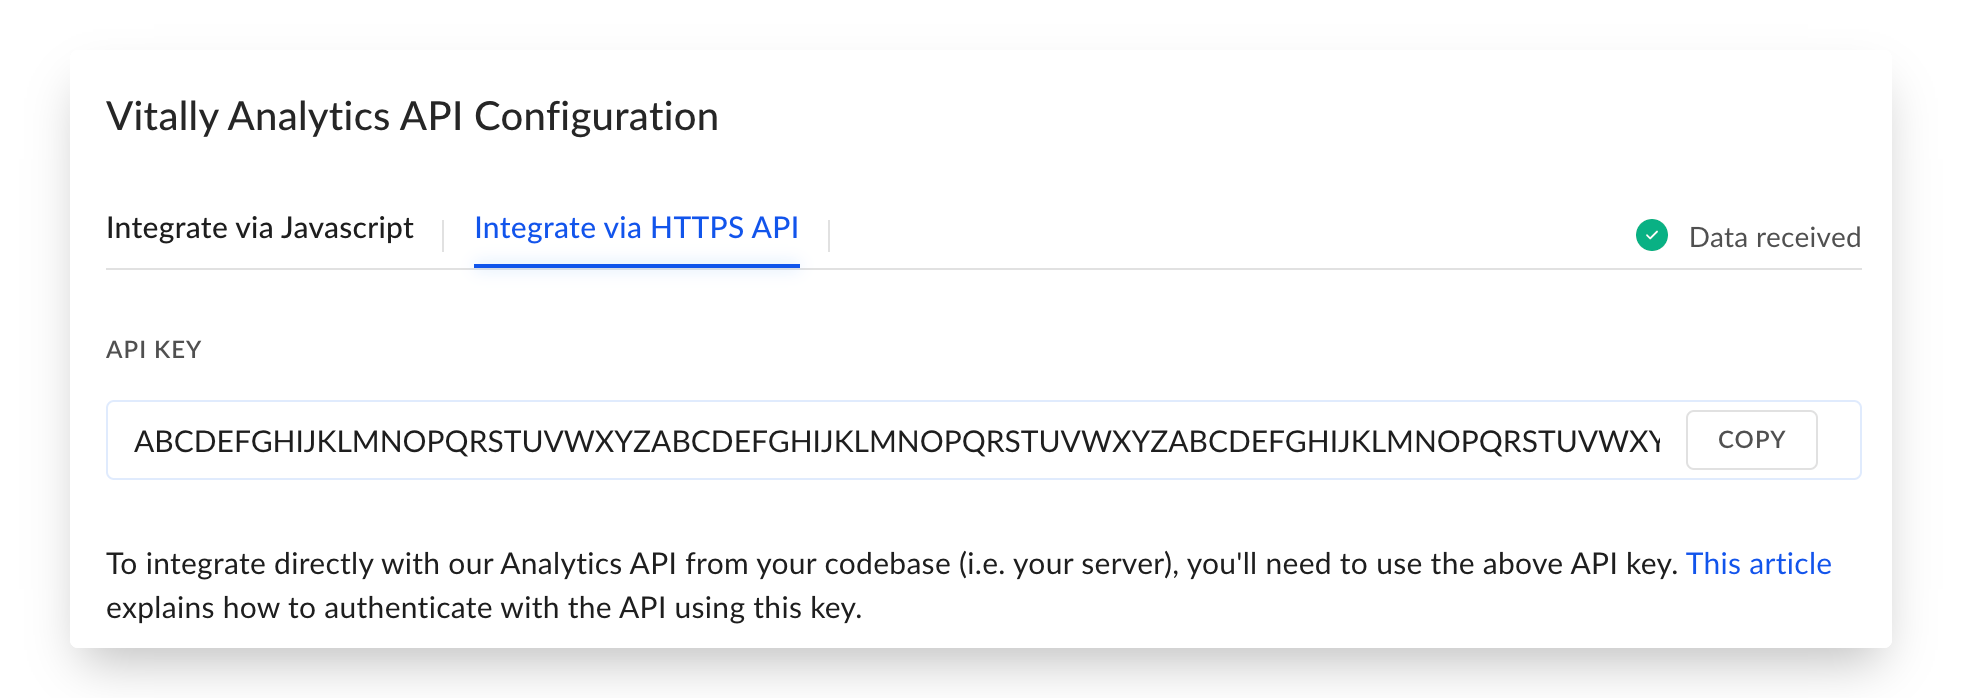 Vitally Analytics API Configuration
Integrate via Javascript
Integrate via HTTPS API
Data received
API KEY
ABCDEFGHIJKLMNOPQRSTUVWXYZABCDEFGHIJKLMNOPQRSTUVWXYZABCDEFGHIJKLMNOPQRSTUVWXY
COPY
To integrate directly with our Analytics API from your codebase (i.e. your server), you'll need to use the above API key. This article
explains how to authenticate with the API using this key.